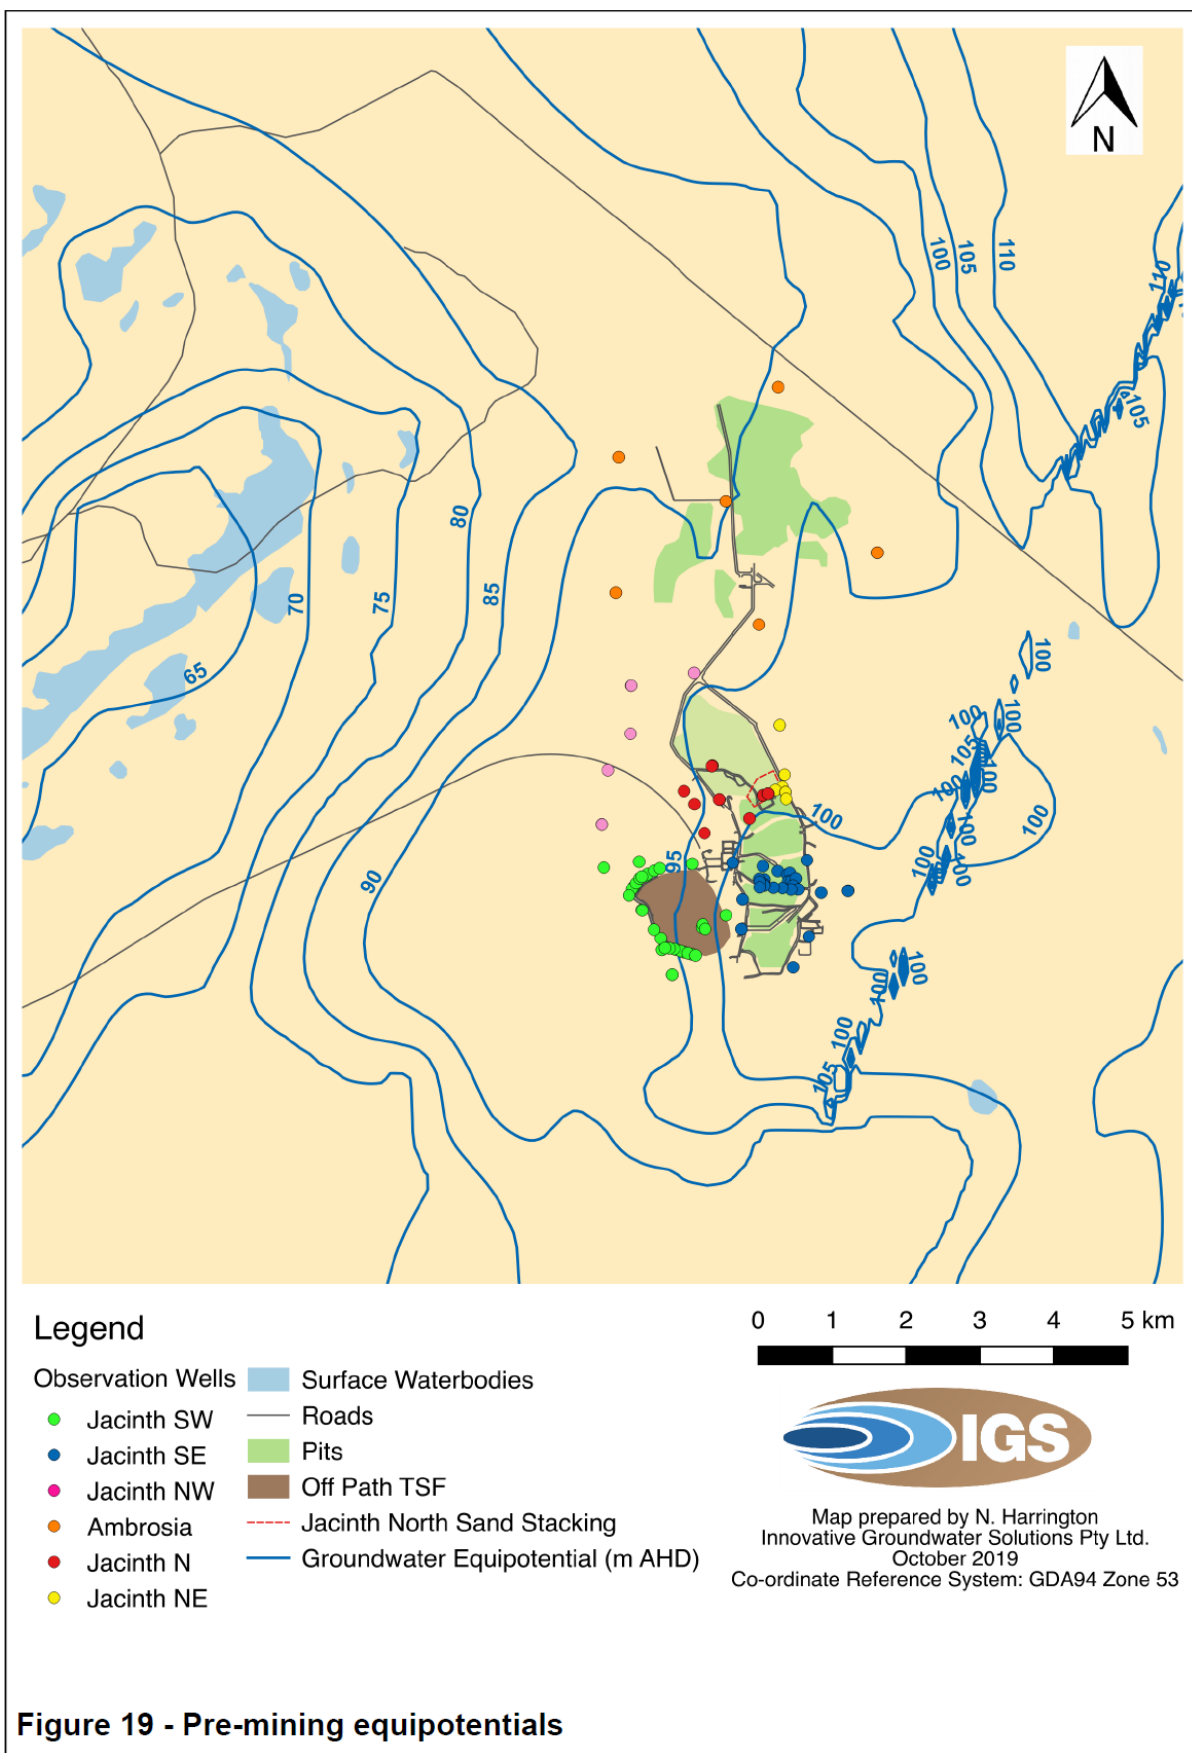 N
100
105
110
110
105
80
85
75
70
65
100
100
100
105
100
100
100
100
100
95
90
100
100
100
100
100
105
Legend
Observation Wells
Jacinth SW
Jacinth SE
Jacinth NW
Ambrosia
Jacinth N
Jacinth NE
Surface Waterbodies
Roads
Pits
Off Path TSF
Jacinth North Sand Stacking
Groundwater Equipotential (m AHD)
0 1 2 3 4 5 km
IGS
Map prepared by N. Harrington
Innovative Groundwater Solutions Pty Ltd.
October 2019
Co-ordinate Reference System: GDA94 Zone 53
Figure 19 - Pre-mining equipotentials